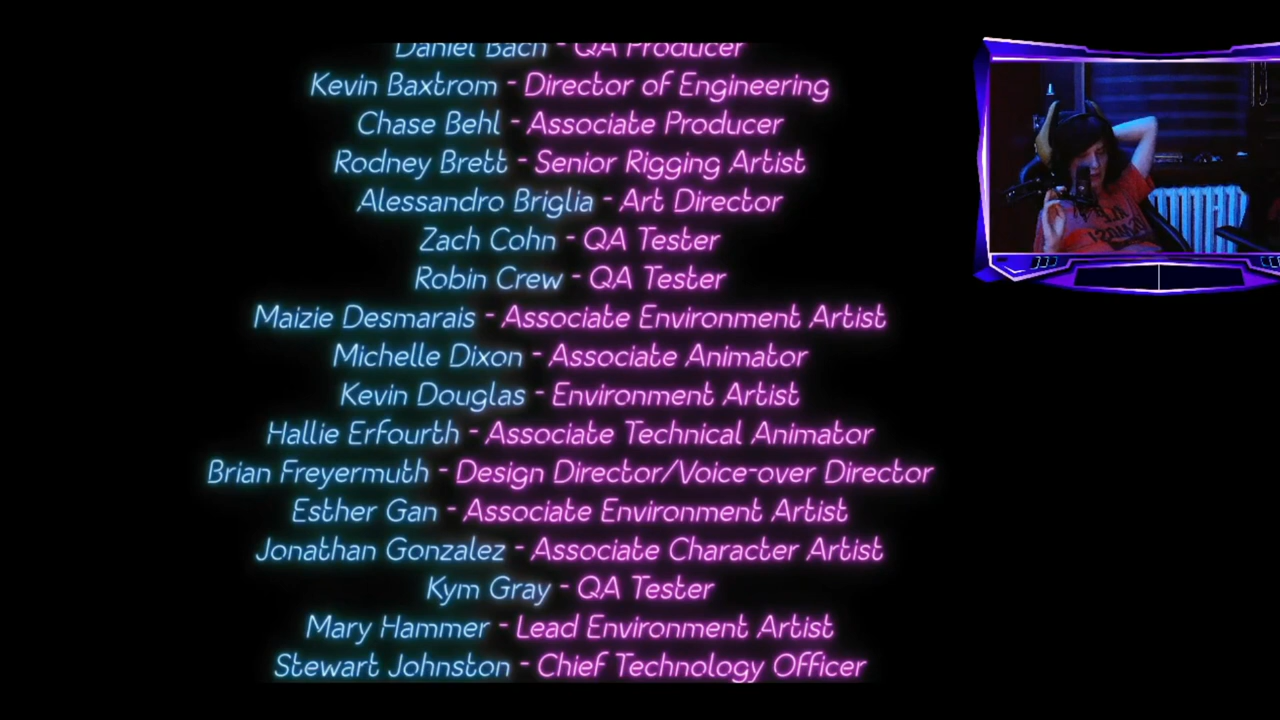 Daniel Bach - QA Producer
Kevin Baxtrom - Director of Engineering
Chase Behl - Associate Producer
Rodney Brett - Senior Rigging Artist
Alessandro Briglia - Art Director
Zach Cohn - QA Tester
Robin Crew - QA Tester
Maizie Desmarais - Associate Environment Artist
Michelle Dixon - Associate Animator
Kevin Douglas - Environment Artist
Hallie Erfourth - Associate Technical Animator
Brian Freyermuth - Design Director/Voice-over Director
Esther Gan - Associate Environment Artist
Jonathan Gonzalez - Associate Character Artist
Kym Gray - QA Tester
Mary Hammer - Lead Environment Artist
Stewart Johnston - Chief Technology Officer